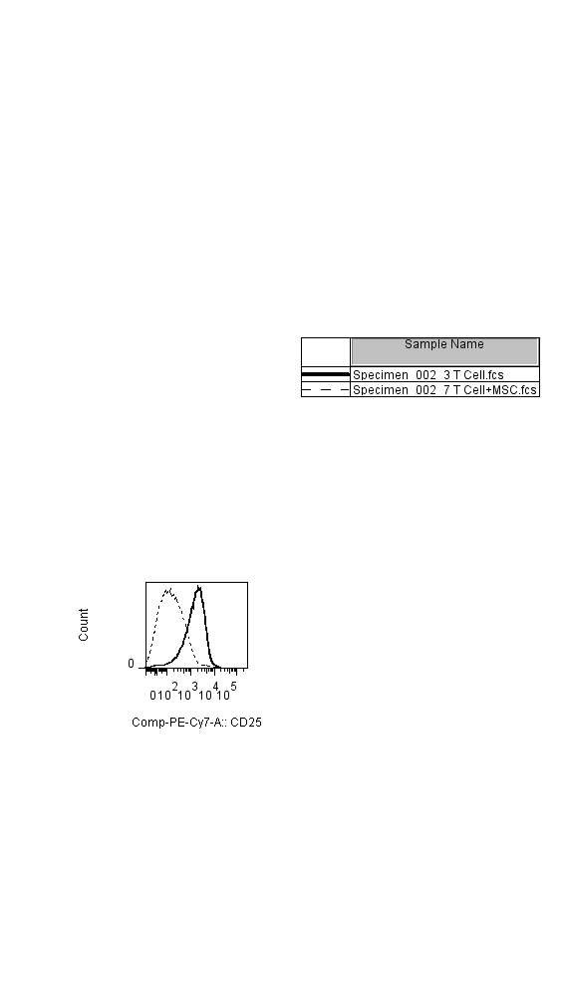 Sample Name
Specimen_002_3 T Cell.fcs
Specimen_002_7 T Cell+MSC.fcs
Count
0
0 10^2 10^3 10^4 10^5
Comp-PE-Cy7-A:: CD25